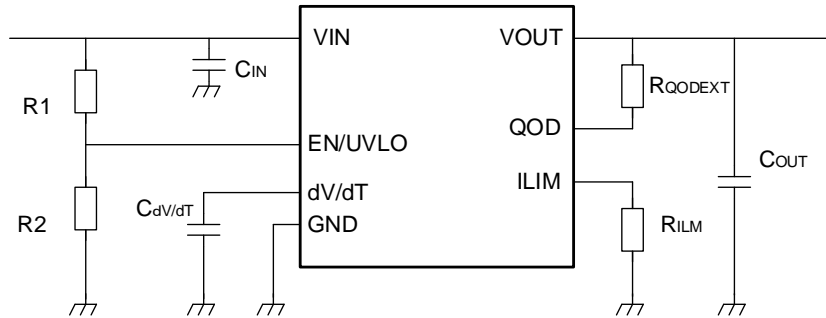 VIN
VOUT
CIN
RQODEXT
R1
QOD
EN/UVLO
COUT
ILIM
dV/dT
CdV/dT
R2
GND
RILM